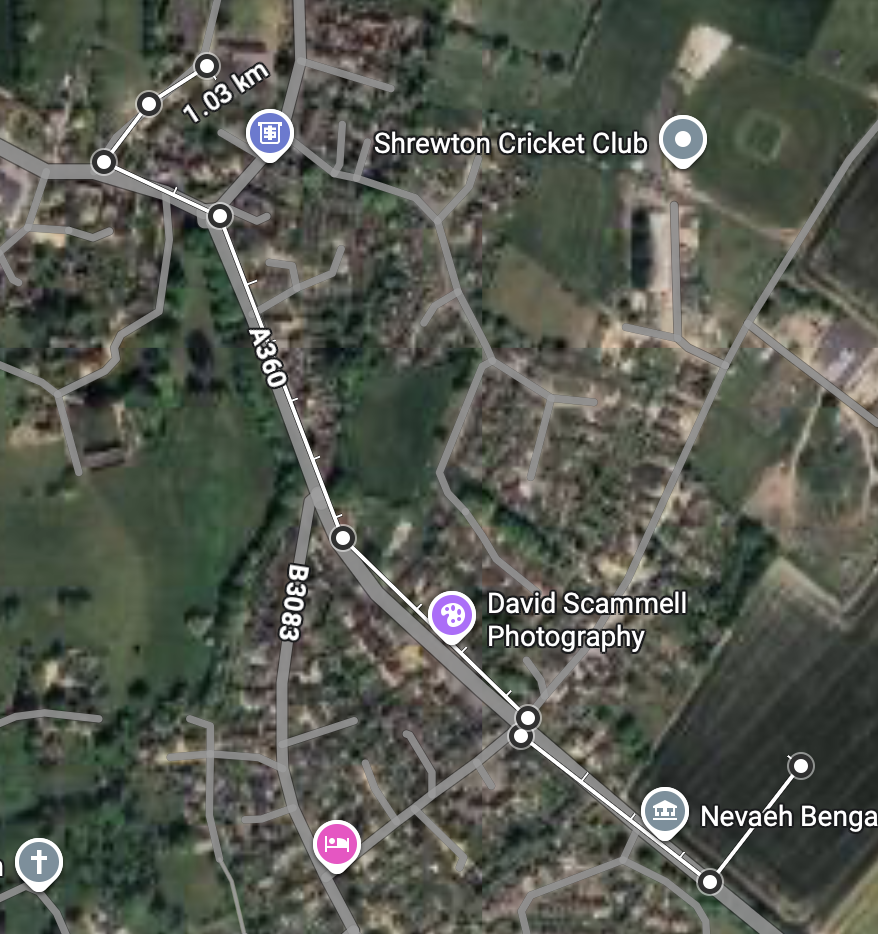 1.03 km
Shrewton Cricket Club
A360
B3083
David Scammell
Photography
Nevaeh Benga